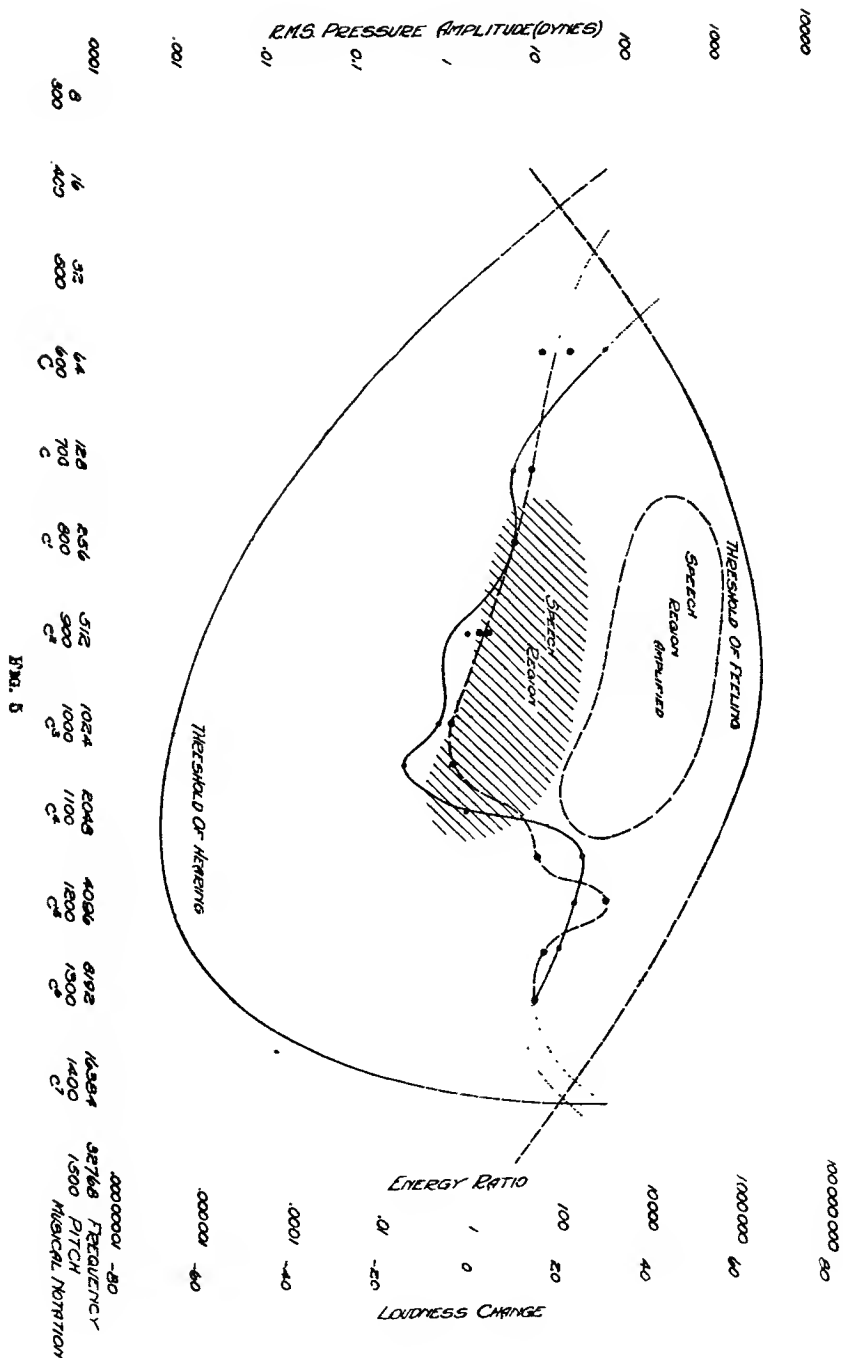 R.M.S. PRESSURE AMPLITUDE (DYNES)
10000
1000
100
10
1
0.1
.01
.001
.0001
THRESHOLD OF FEELING
SPEECH
REGION
AMPLIFIED
SPEECH
REGION
THRESHOLD OF HEARING
ENERGY RATIO
LOUDNESS CHANGE
100,000,000 80
1000000 60
10000 40
100 20
1 0
.01 -20
.0001 -40
.000001 -60
.00000001 -80
8 16 32 64 128 256 512 1024 2048 4096 8192 16384 32768 FREQUENCY
300 400 500 600 700 800 900 1000 1100 1200 1300 1400 1500 PITCH
C C C' C² C³ C⁴ C⁵ C⁶ C⁷ MUSICAL NOTATION
FIG. 5